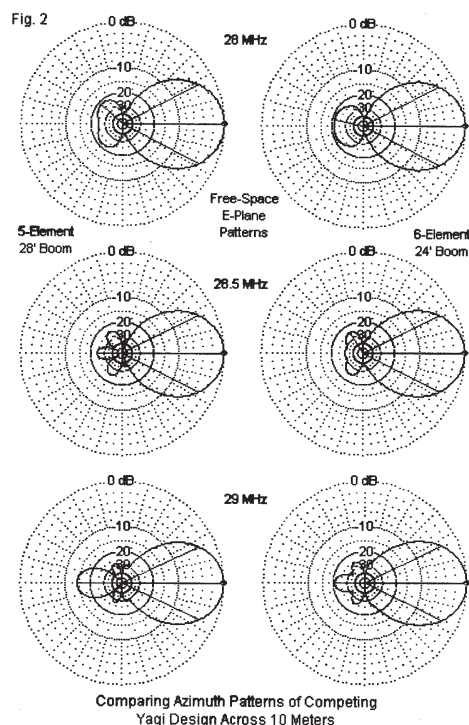 Fig. 2
0 dB
0 dB
28 MHz
10
10
20
20
30
30
Free-Space
E-Plane
Patterns
5-Element
28' Boom
6-Element
24' Boom
0 dB
0 dB
28.5 MHz
10
10
20
20
30
30
0 dB
0 dB
29 MHz
10
10
20
20
30
30
Comparing Azimuth Patterns of Competing
Yagi Design Across 10 Meters